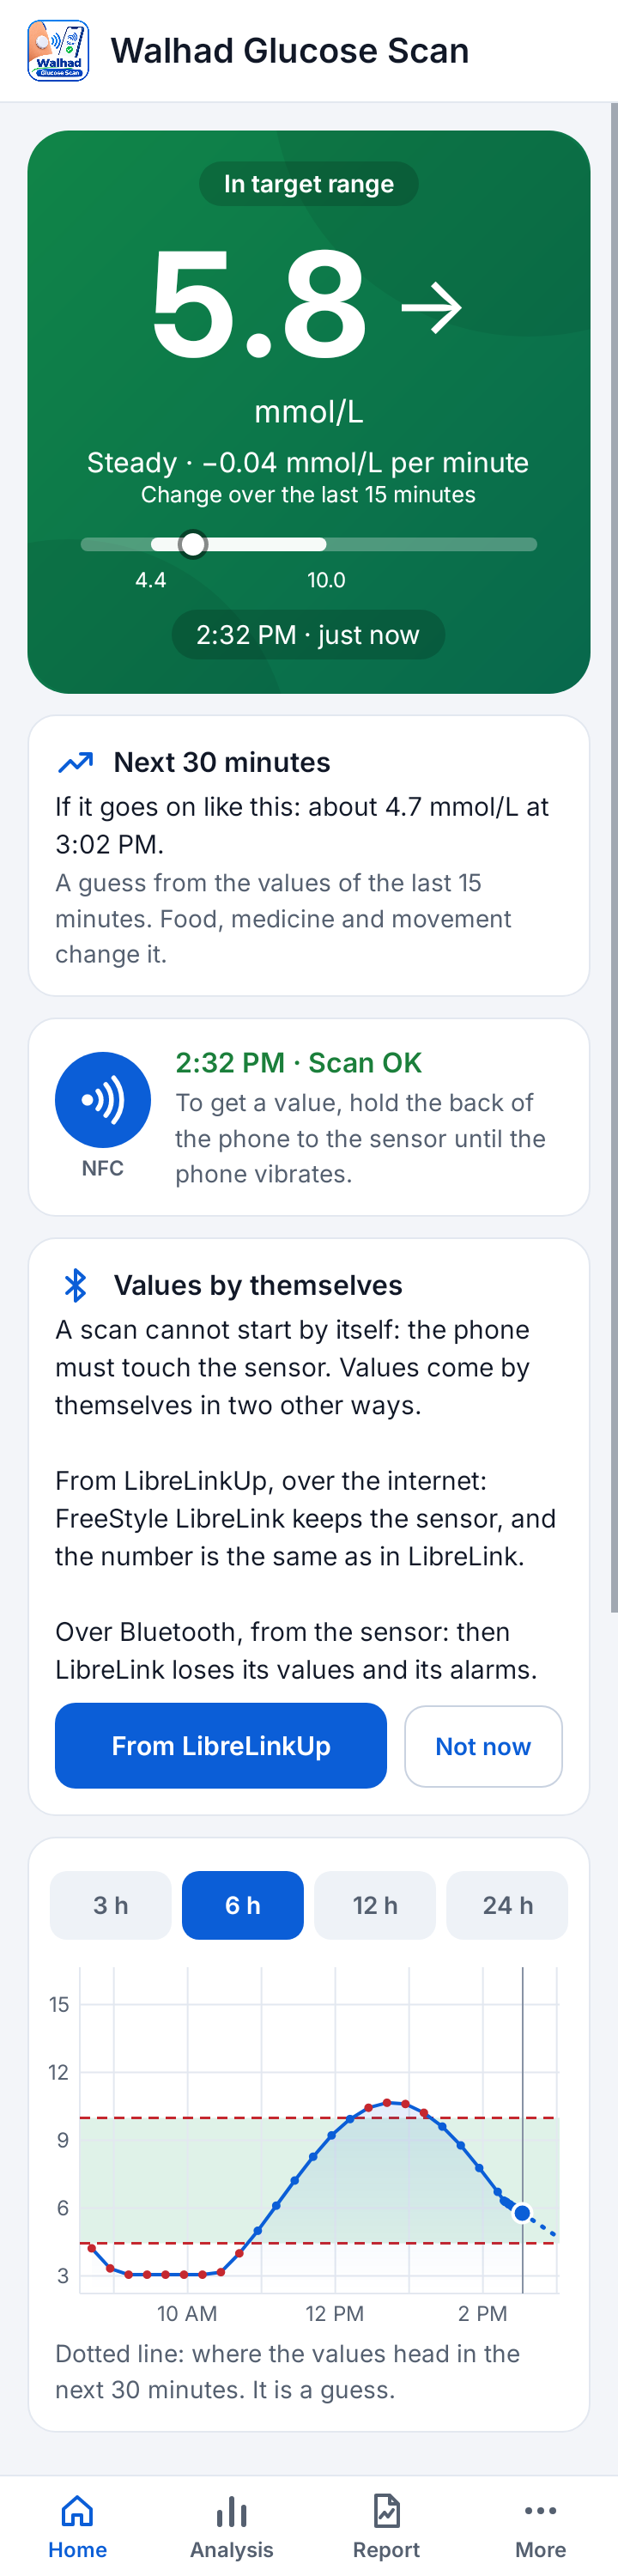 Walhad
Glucose Scan
Walhad Glucose Scan
In target range
5.8 →
mmol/L
Steady · −0.04 mmol/L per minute
Change over the last 15 minutes
4.4 10.0
2:32 PM · just now
Next 30 minutes
If it goes on like this: about 4.7 mmol/L at
3:02 PM.
A guess from the values of the last 15
minutes. Food, medicine and movement
change it.
2:32 PM · Scan OK
To get a value, hold the back of
the phone to the sensor until the
phone vibrates.
NFC
Values by themselves
A scan cannot start by itself: the phone
must touch the sensor. Values come by
themselves in two other ways.
From LibreLinkUp, over the internet:
FreeStyle LibreLink keeps the sensor, and
the number is the same as in LibreLink.
Over Bluetooth, from the sensor: then
LibreLink loses its values and its alarms.
From LibreLinkUp Not now
3 h 6 h 12 h 24 h
15
12
9
6
3
10 AM 12 PM 2 PM
Dotted line: where the values head in the
next 30 minutes. It is a guess.
Home Analysis Report More